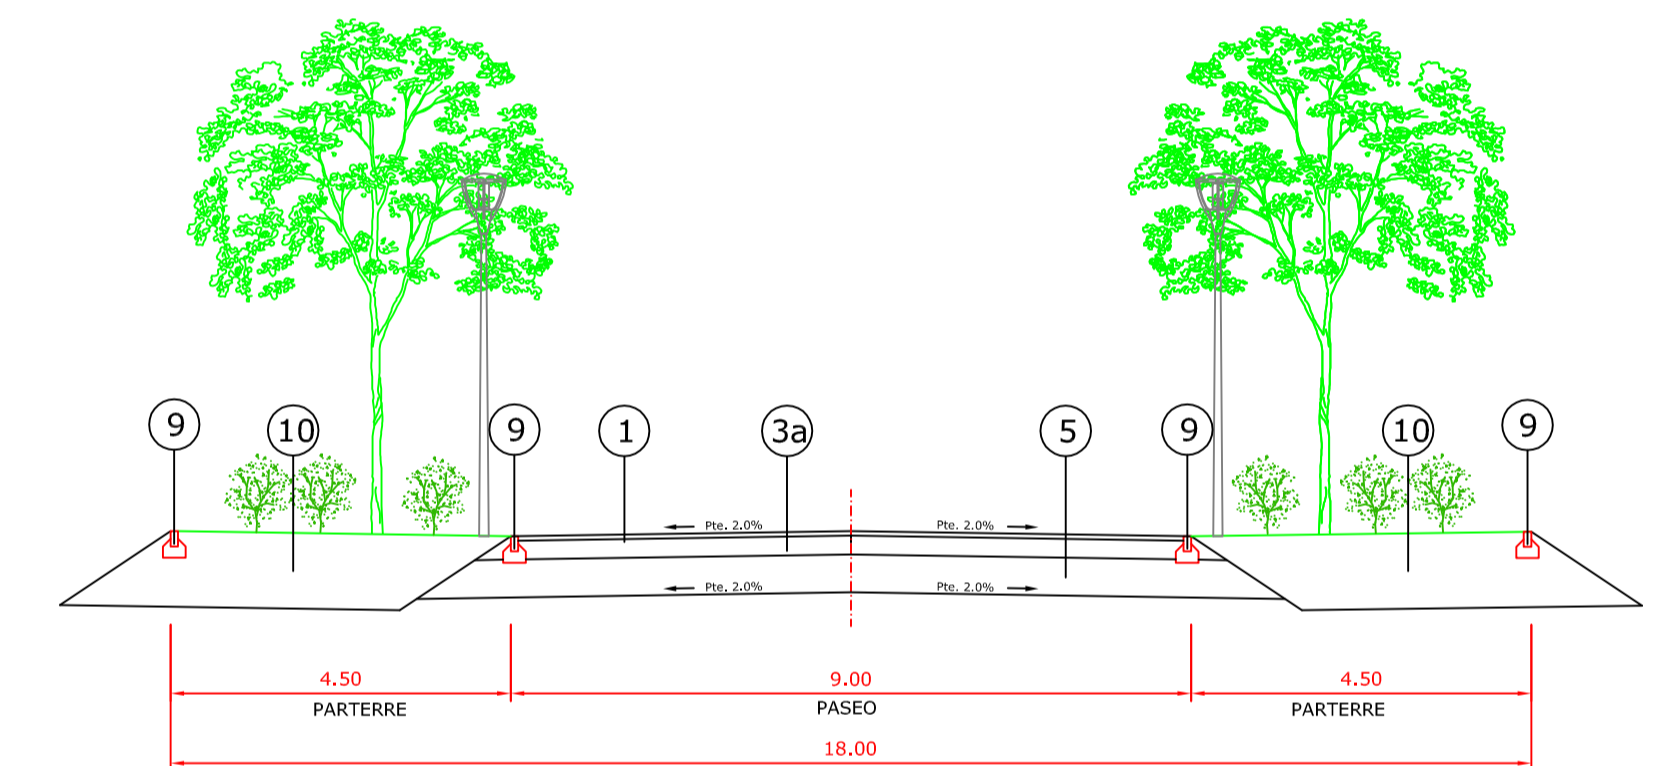 9 10 9 1 3a 5 9 10 9
Pte. 2.0% Pte. 2.0%
Pte. 2.0% Pte. 2.0%
4.50 9.00 4.50
PARTERRE PASEO PARTERRE
18.00